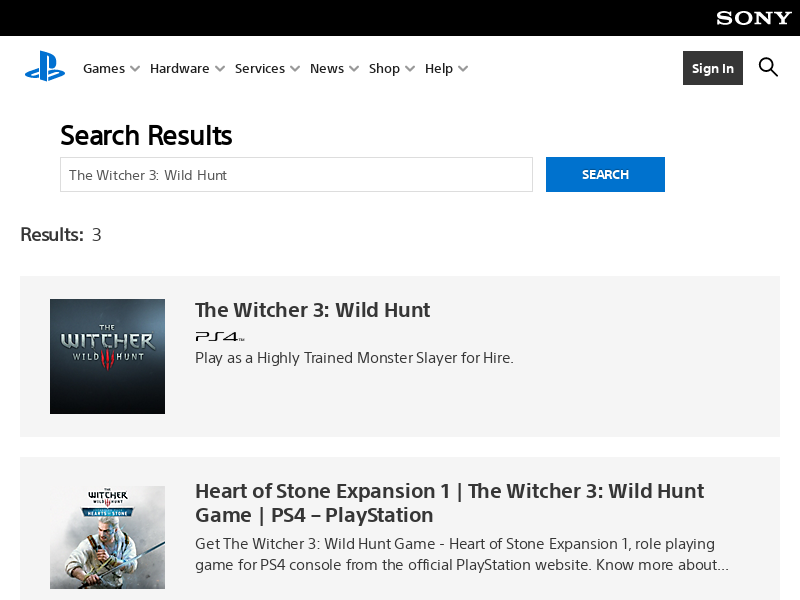 SONY
Games
Hardware
Services
News
Shop
Help
Sign In
Search Results
The Witcher 3: Wild Hunt
SEARCH
Results: 3
THE
WITCHER
WILD HUNT
The Witcher 3: Wild Hunt
PS4™
Play as a Highly Trained Monster Slayer for Hire.
THE
WITCHER
WILD HUNT
HEARTS OF STONE
Heart of Stone Expansion 1 | The Witcher 3: Wild Hunt
Game | PS4 – PlayStation
Get The Witcher 3: Wild Hunt Game - Heart of Stone Expansion 1, role playing
game for PS4 console from the official PlayStation website. Know more about...